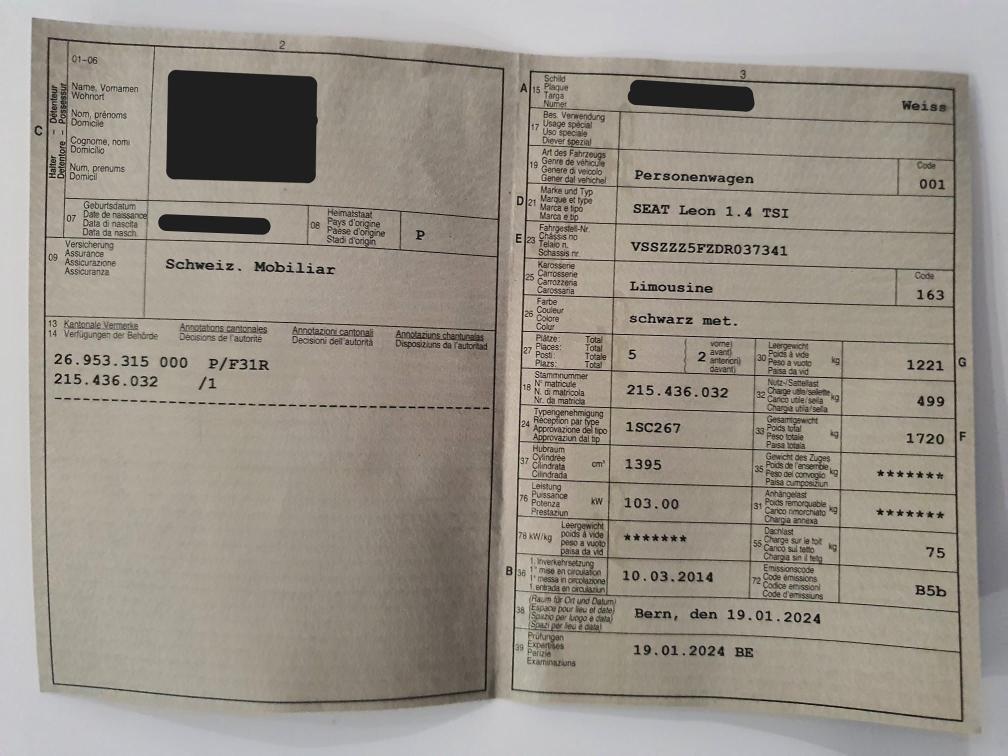 2
01-06
Name, Vornamen
Wohnort
Nom, prénoms
Domicile
Cognome, nomi
Domicilio
Num, prenums
Domicil
C
Halter – Détenteur
Detentore – Possessur
07
Geburtsdatum
Date de naissance
Data di nascita
Data da nasch.
08
Heimatstaat
Pays d'origine
Paese d'origine
Stadi d'origin
P
09
Versicherung
Assurance
Assicurazione
Assicuranza
Schweiz. Mobiliar
13 Kantonale Vermerke Annotations cantonales Annotazioni cantonali Annotaziuns chantunalas
14 Verfügungen der Behörde Décisions de l'autorité Decisioni dell'autorità Disposiziuns da l'autoritad
26.953.315 000 P/F31R
215.436.032 /1
3
A 15
Schild
Plaque
Targa
Numer
Weiss
17
Bes. Verwendung
Usage spécial
Uso speciale
Diever spezial
19
Art des Fahrzeugs
Genre de véhicule
Genere di veicolo
Gener dal vehichel
Personenwagen
Code
001
D 21
Marke und Typ
Marque et type
Marca e tipo
Marca e tip
SEAT Leon 1.4 TSI
E 23
Fahrgestell-Nr.
Châssis no
Telaio n.
Schassis nr.
VSSZZZ5FZDR037341
25
Karosserie
Carrosserie
Carrozzeria
Carossaria
Limousine
Code
163
26
Farbe
Couleur
Colore
Colur
schwarz met.
27
Plätze: Total
Places: Total
Posti: Totale
Plazs: Total
5
2
vorne)
avant)
anteriori)
davant)
30
Leergewicht
Poids à vide
Peso a vuoto
Paisa da vid
kg
1221
G
18
Stammnummer
N° matricule
N. di matricola
Nr. da matricla
215.436.032
32
Nutz-/Sattellast
Charge utile/sellette
Carico utile/sella
Chargia utila/sella
kg
499
24
Typengenehmigung
Réception par type
Approvazione del tipo
Approvaziun dal tip
1SC267
33
Gesamtgewicht
Poids total
Peso totale
Paisa totala
kg
1720
F
37
Hubraum
Cylindrée
Cilindrata
Cilindrada
cm³
1395
35
Gewicht des Zuges
Poids de l'ensemble
Peso del convoglio
Paisa cumposiziun
kg
*******
76
Leistung
Puissance
Potenza
Prestaziun
kW
103.00
31
Anhängelast
Poids remorquable
Carico rimorchiato
Chargia annexa
kg
*******
78 kW/kg
Leergewicht
poids à vide
peso a vuoto
paisa da vid
*******
55
Dachlast
Charge sur le toit
Carico sul tetto
Chargia sin il tetg
kg
75
B 36
1. Inverkehrsetzung
1re mise en circulation
1a messa in circolazione
1. entrada en circulaziun
10.03.2014
72
Emissionscode
Code émissions
Codice emissioni
Code d'emissiuns
B5b
38
(Raum für Ort und Datum)
(Espace pour lieu et date)
(Spazio per luogo e data)
(Spazi per lieu e data)
Bern, den 19.01.2024
39
Prüfungen
Expertises
Perizie
Examinaziuns
19.01.2024 BE